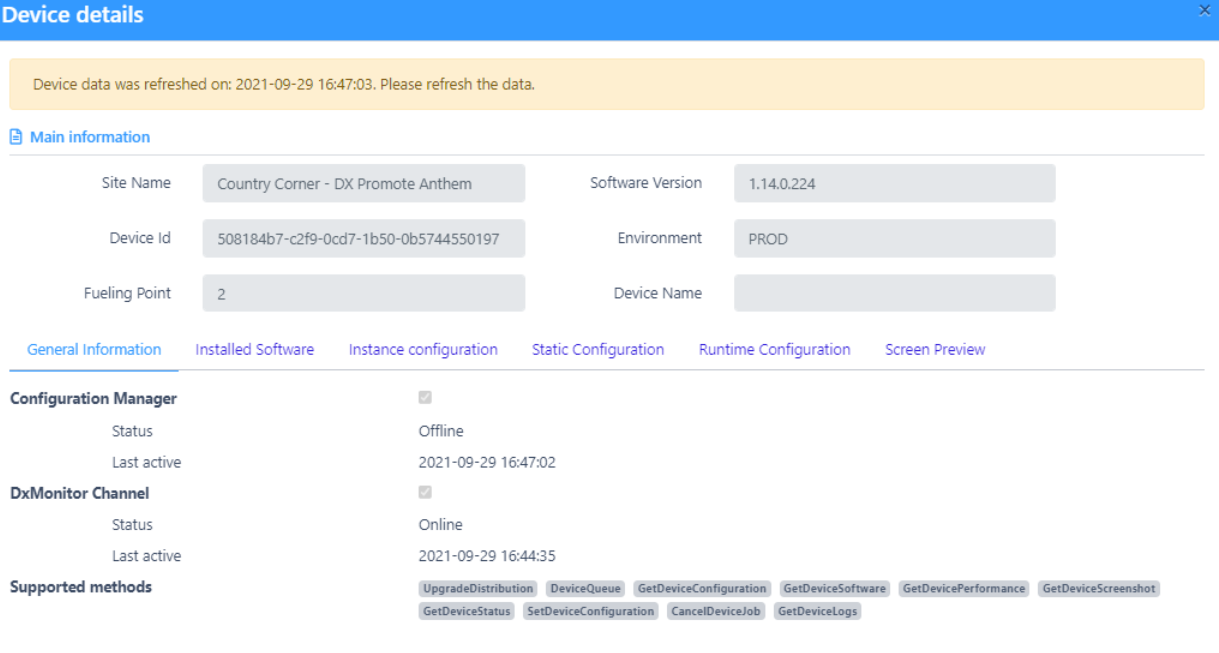 Device details
Device data was refreshed on: 2021-09-29 16:47:03. Please refresh the data.
Main information
Site Name Country Corner - DX Promote Anthem Software Version 1.14.0.224
Device Id 508184b7-c2f9-0cd7-1b50-0b5744550197 Environment PROD
Fueling Point 2 Device Name
General Information Installed Software Instance configuration Static Configuration Runtime Configuration Screen Preview
Configuration Manager
Status Offline
Last active 2021-09-29 16:47:02
DxMonitor Channel
Status Online
Last active 2021-09-29 16:44:35
Supported methods UpgradeDistribution DeviceQueue GetDeviceConfiguration GetDeviceSoftware GetDevicePerformance GetDeviceScreenshot
GetDeviceStatus SetDeviceConfiguration CancelDeviceJob GetDeviceLogs